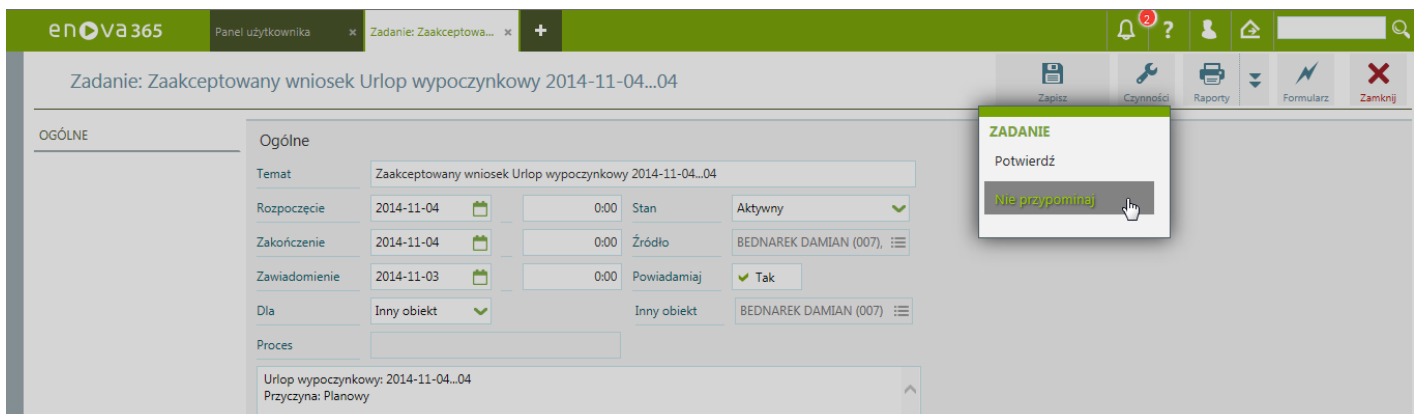 enova365 Panel użytkownika × Zadanie: Zaakceptowa... × + 2 ?
Zadanie: Zaakceptowany wniosek Urlop wypoczynkowy 2014-11-04...04
Zapisz Czynności Raporty Formularz Zamknij
OGÓLNE
Ogólne
Temat Zaakceptowany wniosek Urlop wypoczynkowy 2014-11-04...04
Rozpoczęcie 2014-11-04 0:00 Stan Aktywny
Zakończenie 2014-11-04 0:00 Źródło BEDNAREK DAMIAN (007),
Zawiadomienie 2014-11-03 0:00 Powiadamiaj Tak
Dla Inny obiekt Inny obiekt BEDNAREK DAMIAN (007)
Proces
Urlop wypoczynkowy: 2014-11-04...04
Przyczyna: Planowy
ZADANIE
Potwierdź
Nie przypominaj